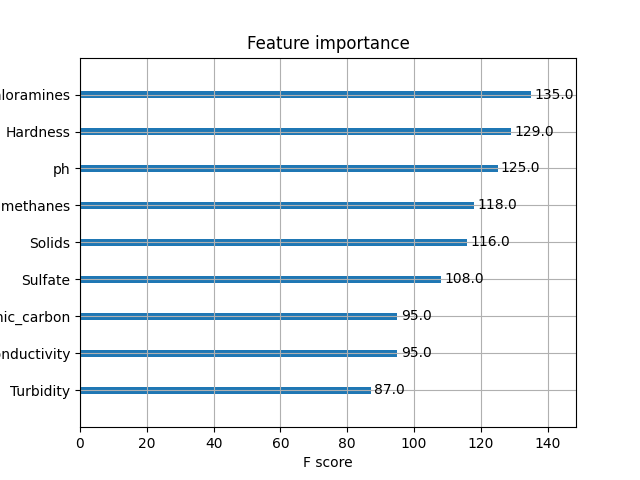 Feature importance
loramines 135.0
Hardness 129.0
ph 125.0
methanes 118.0
Solids 116.0
Sulfate 108.0
nic_carbon 95.0
nductivity 95.0
Turbidity 87.0
0 20 40 60 80 100 120 140
F score